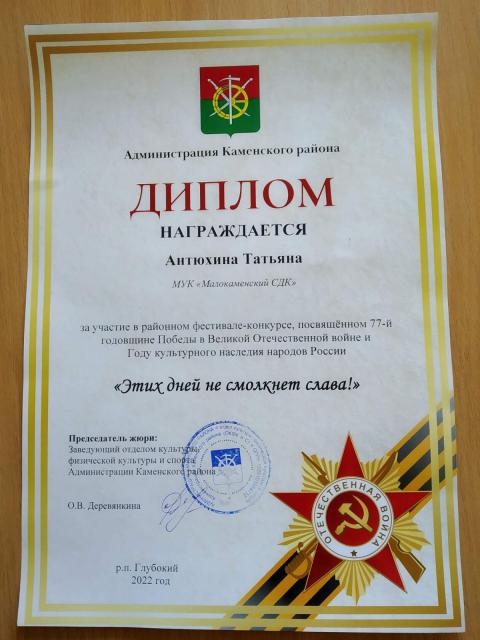 Администрация Каменского района
ДИПЛОМ
НАГРАЖДАЕТСЯ
Антюхина Татьяна
МУК «Малокаменский СДК»
за участие в районном фестивале-конкурсе, посвящённом 77-й
годовщине Победы в Великой Отечественной войне и
Году культурного наследия народов России
«Этих дней не смолкнет слава!»
Председатель жюри:
Заведующий отделом культуры,
физической культуры и спорта
Администрации Каменского района
О.В. Деревянкина
ОТЕЧЕСТВЕННАЯ ВОЙНА
р.п. Глубокий
2022 год